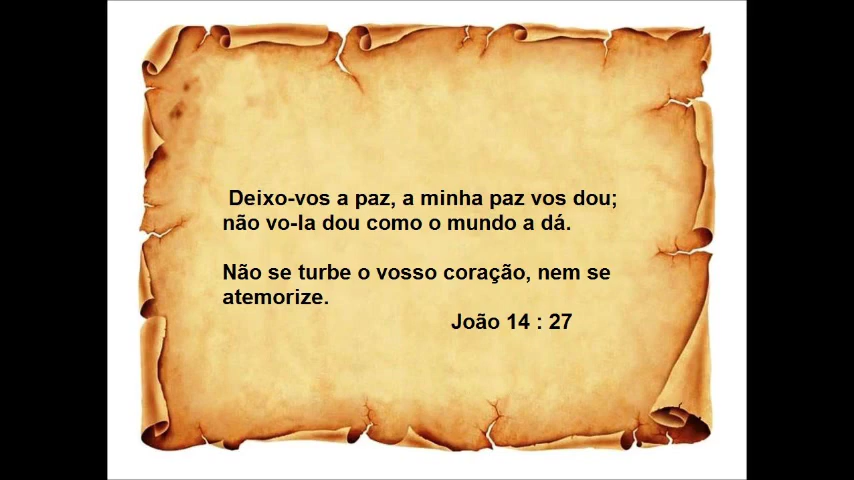 Deixo-vos a paz, a minha paz vos dou;
não vo-la dou como o mundo a dá.
Não se turbe o vosso coração, nem se
atemorize.
João 14 : 27